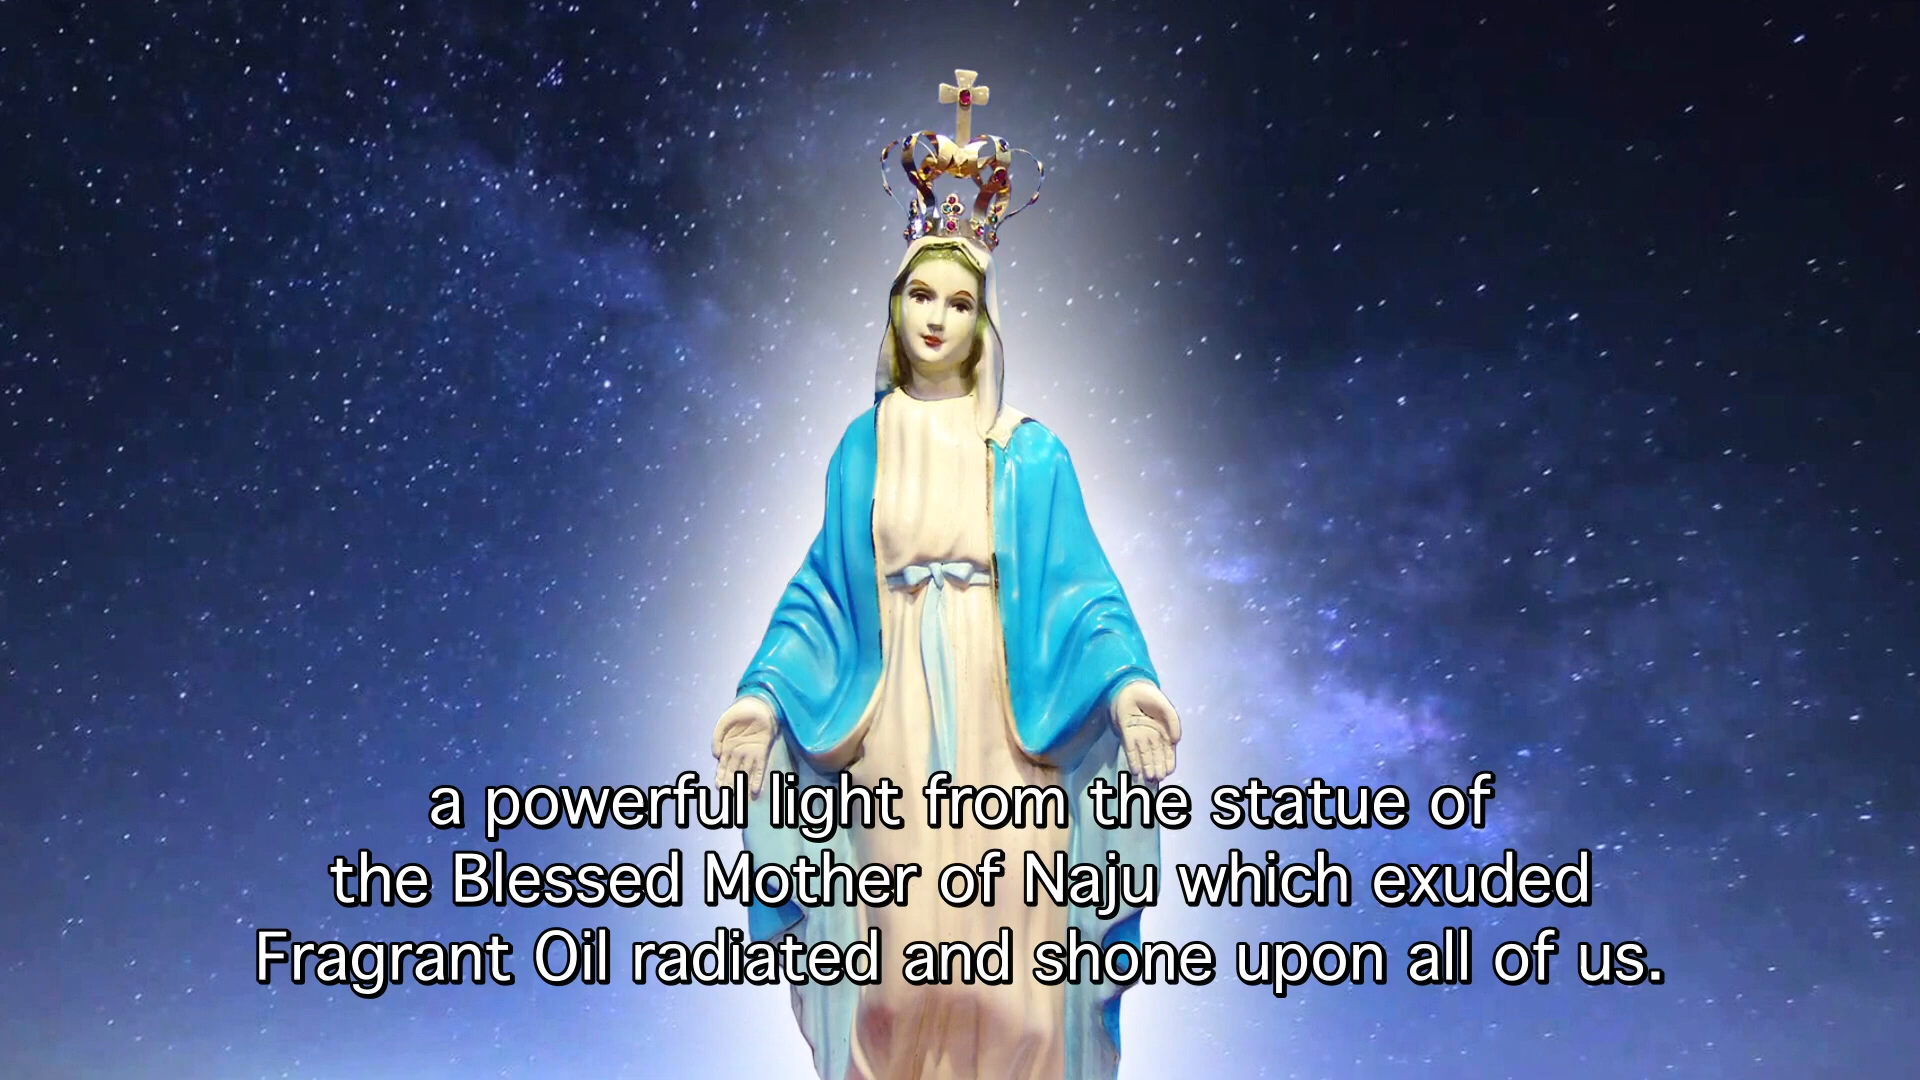 a powerful light from the statue of
the Blessed Mother of Naju which exuded
Fragrant Oil radiated and shone upon all of us.